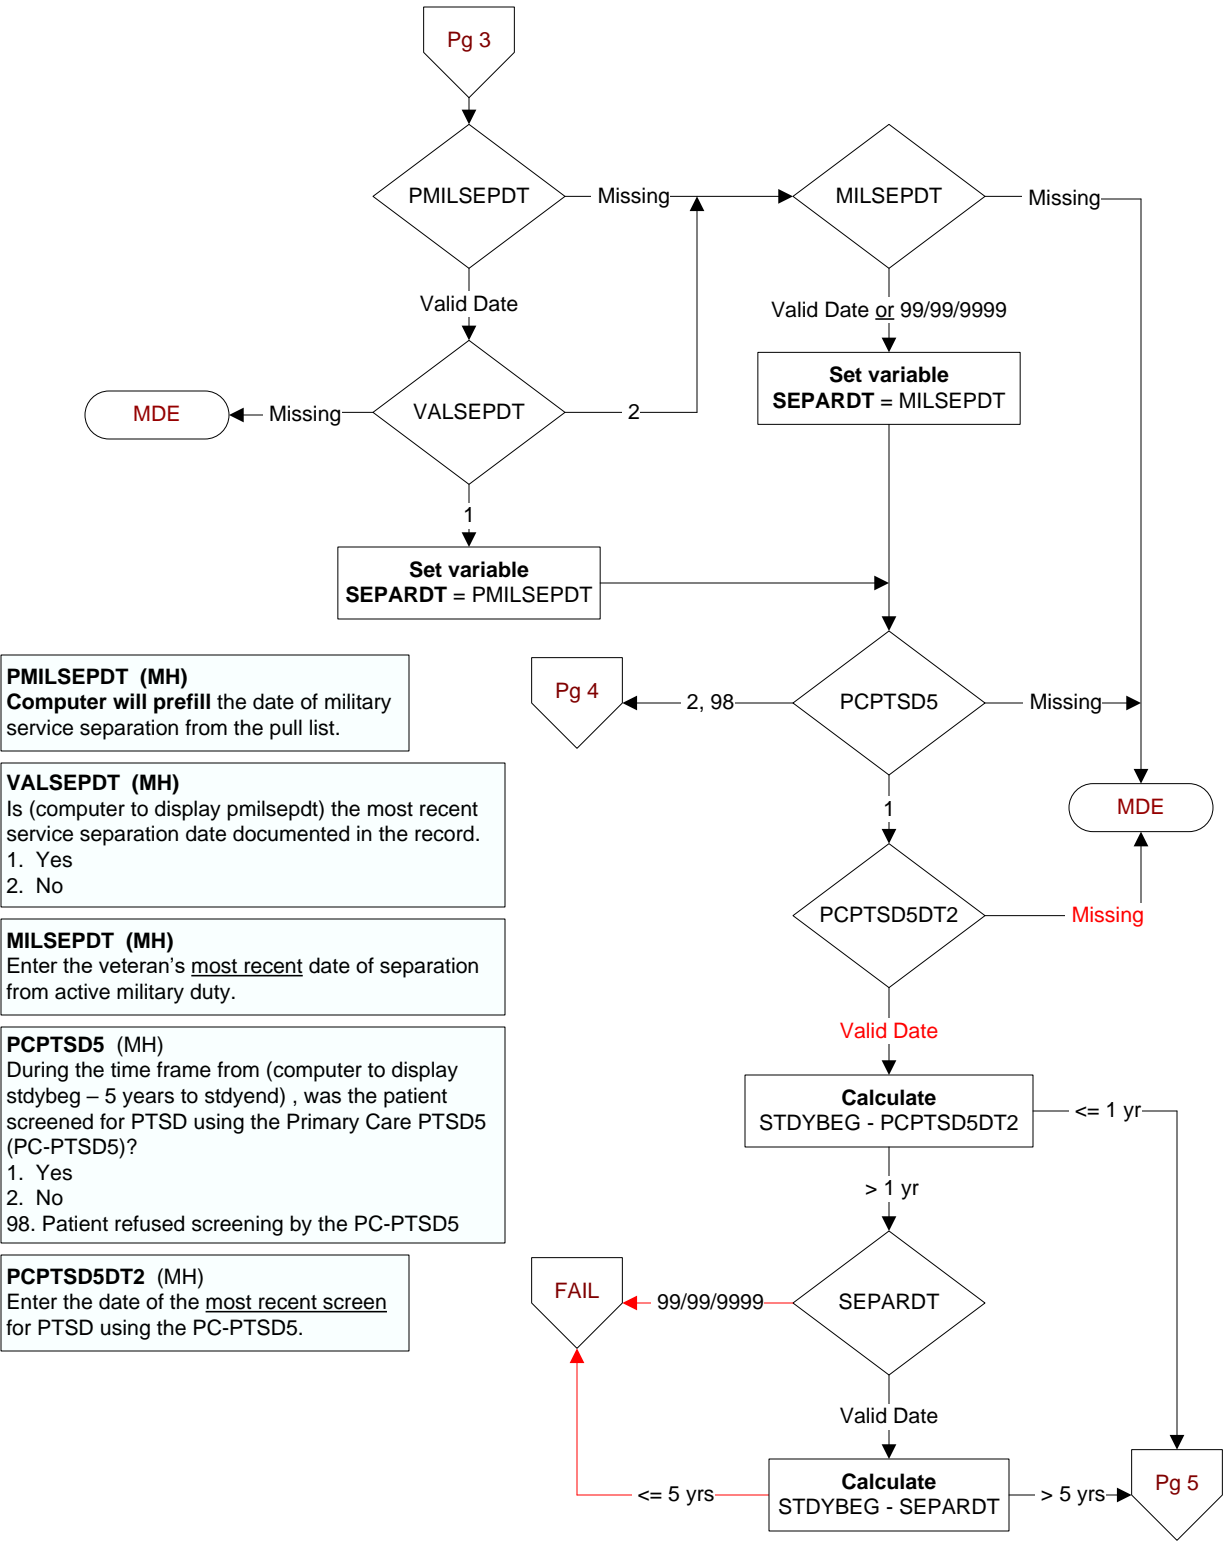 Pg 3
PMILSEPDT
Missing
MILSEPDT
Missing
Valid Date
Valid Date or 99/99/9999
Set variable
SEPARDT = MILSEPDT
MDE
Missing
VALSEPDT
2
1
Set variable
SEPARDT = PMILSEPDT
PMILSEPDT (MH)
Computer will prefill the date of military
service separation from the pull list.
Pg 4
2, 98
PCPTSD5
Missing
VALSEPDT (MH)
Is (computer to display pmilsepdt) the most recent
service separation date documented in the record.
1. Yes
2. No
1
MDE
PCPTSD5DT2
Missing
MILSEPDT (MH)
Enter the veteran's most recent date of separation
from active military duty.
Valid Date
PCPTSD5 (MH)
During the time frame from (computer to display
stdybeg – 5 years to stdyend) , was the patient
screened for PTSD using the Primary Care PTSD5
(PC-PTSD5)?
1. Yes
2. No
98. Patient refused screening by the PC-PTSD5
Calculate
STDYBEG - PCPTSD5DT2
<= 1 yr
> 1 yr
PCPTSD5DT2 (MH)
Enter the date of the most recent screen
for PTSD using the PC-PTSD5.
FAIL
99/99/9999
SEPARDT
Valid Date
<= 5 yrs
Calculate
STDYBEG - SEPARDT
> 5 yrs
Pg 5